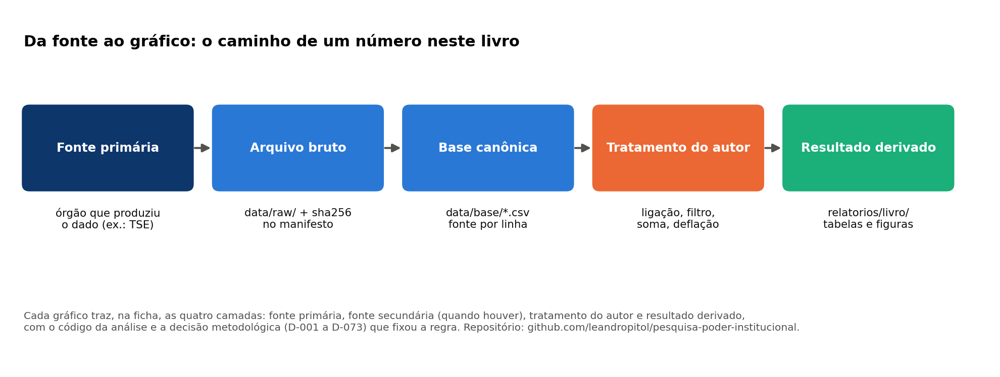 Da fonte ao gráfico: o caminho de um número neste livro
Fonte primária
Arquivo bruto
Base canônica
Tratamento do autor
Resultado derivado
órgão que produziu
o dado (ex.: TSE)
data/raw/ + sha256
no manifesto
data/base/*.csv
fonte por linha
ligação, filtro,
soma, deflação
relatorios/livro/
tabelas e figuras
Cada gráfico traz, na ficha, as quatro camadas: fonte primária, fonte secundária (quando houver), tratamento do autor e resultado derivado,
com o código da análise e a decisão metodológica (D-001 a D-073) que fixou a regra. Repositório: github.com/leandropitol/pesquisa-poder-institucional.